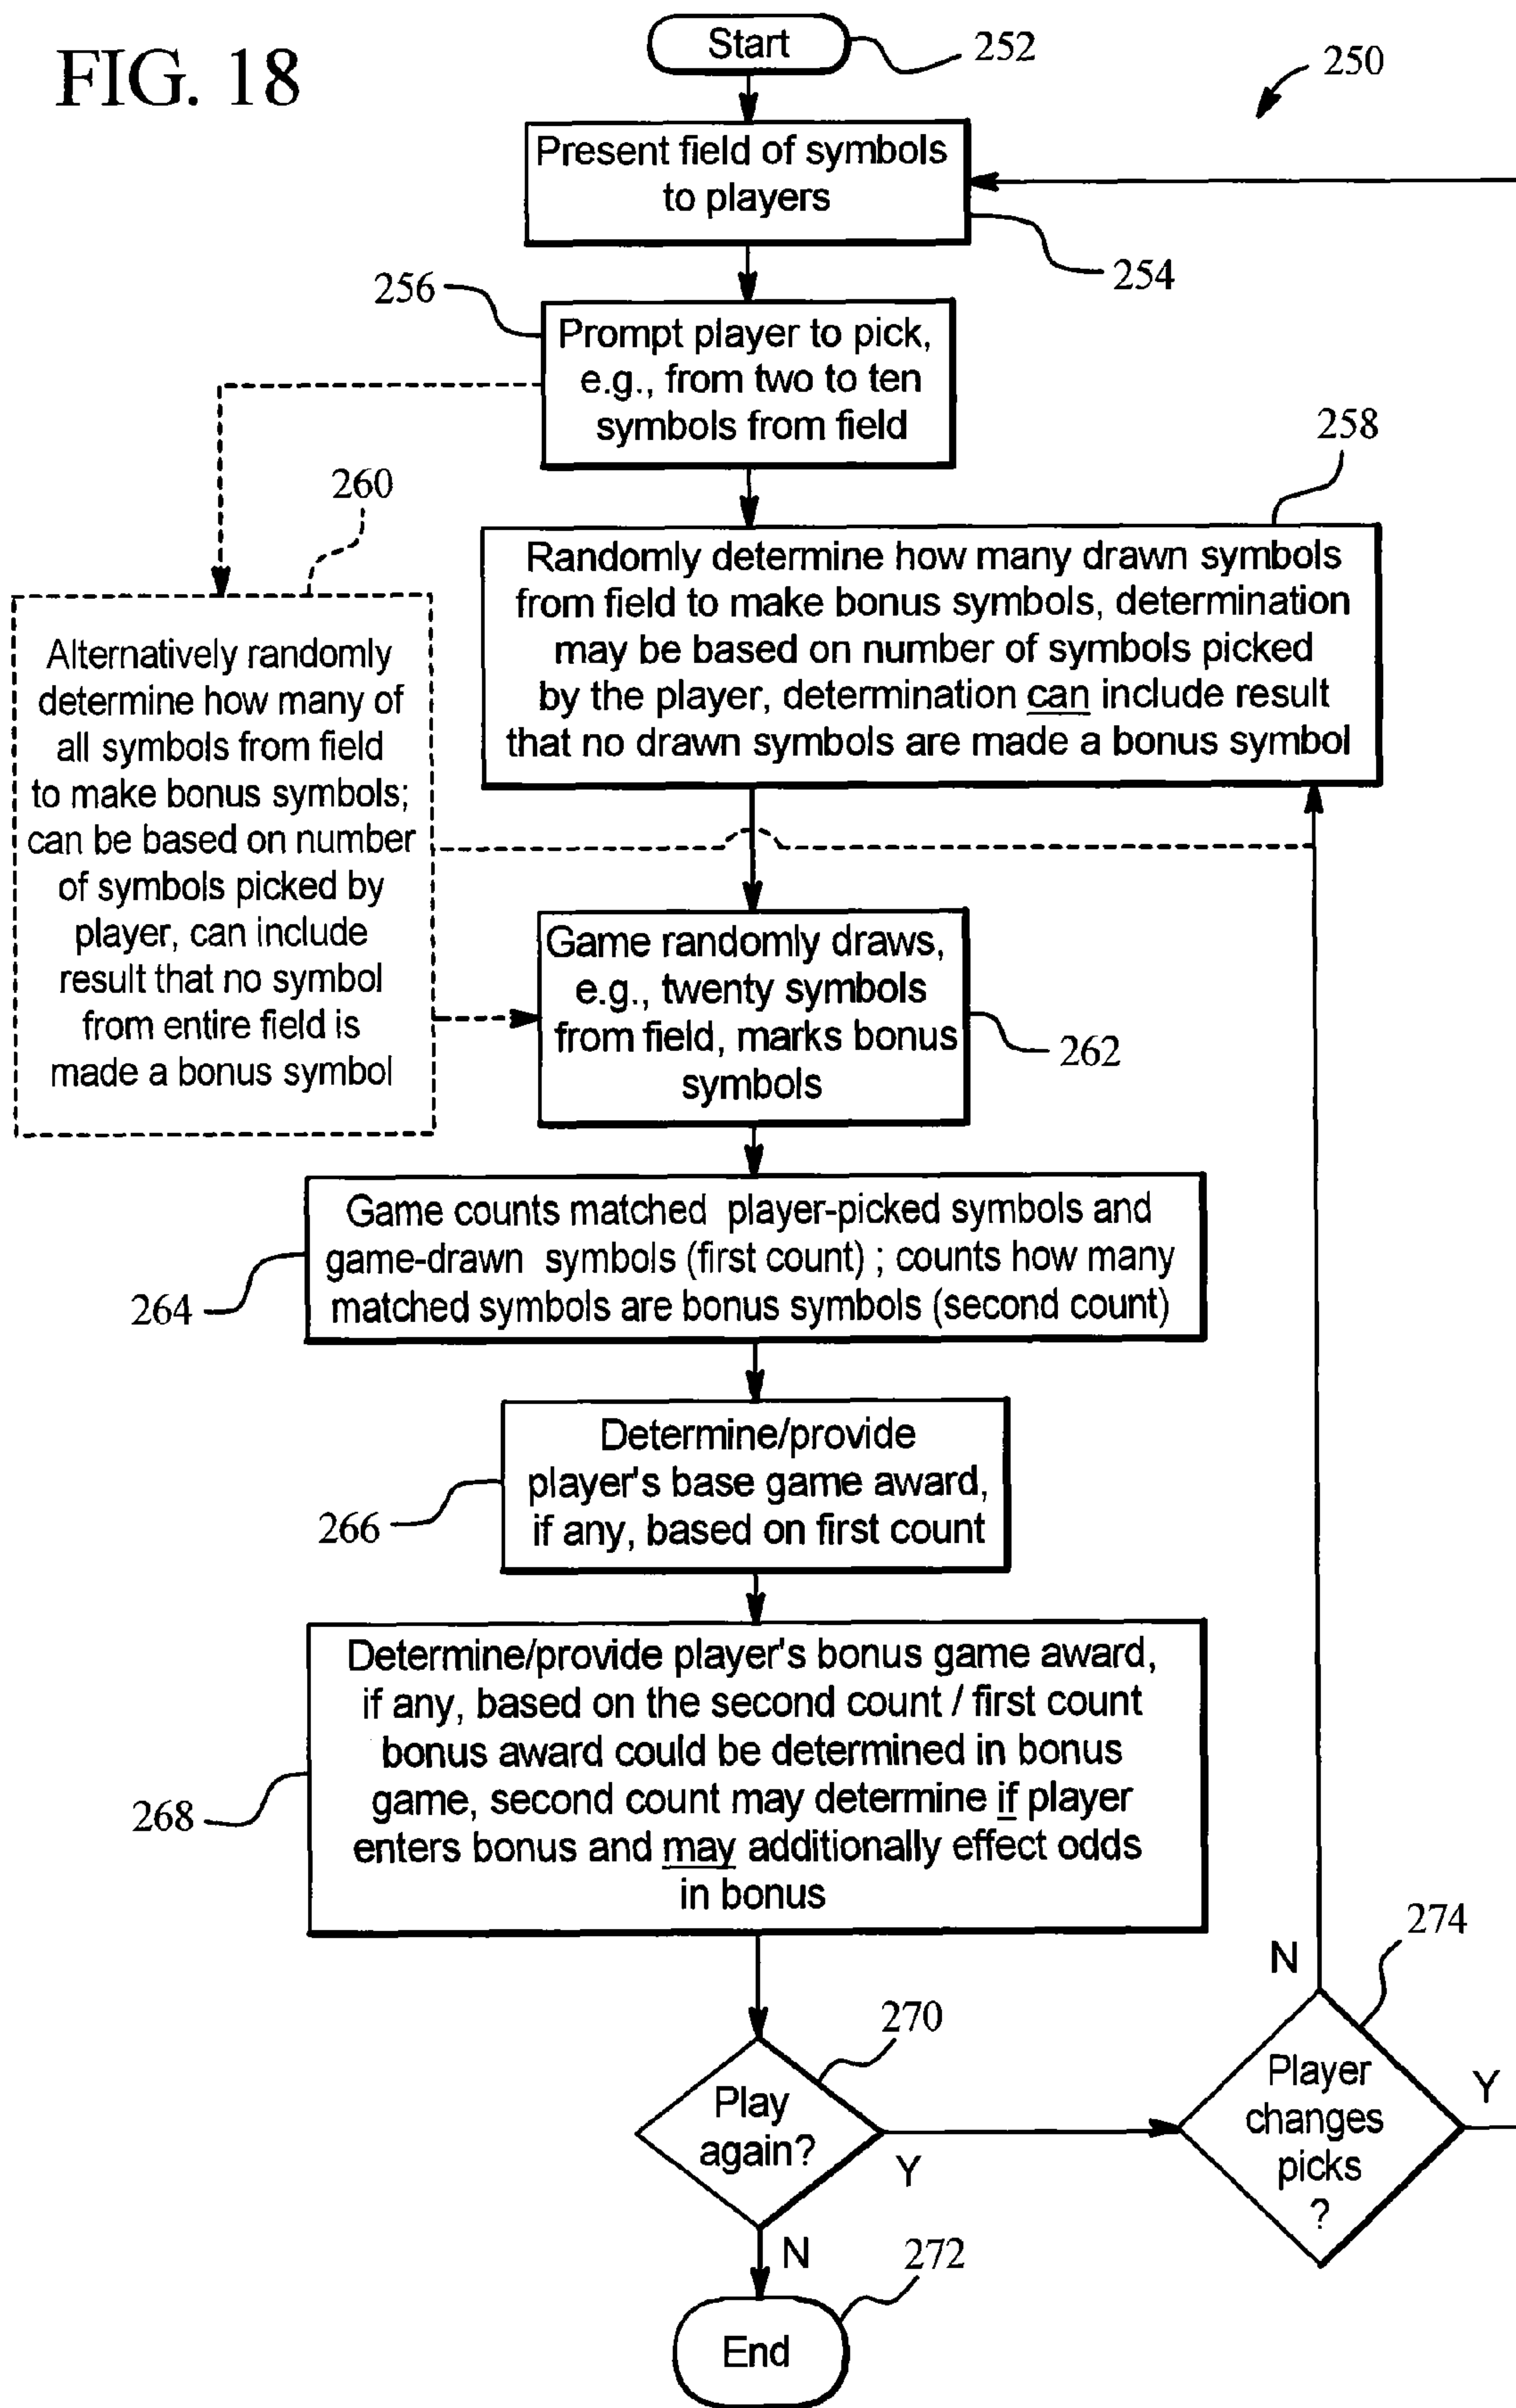 FIG. 18
Start
252
250
Present field of symbols
to players
254
256
Prompt player to pick,
e.g., from two to ten
symbols from field
258
260
Randomly determine how many drawn symbols
from field to make bonus symbols, determination
may be based on number of symbols picked
by the player, determination can include result
that no drawn symbols are made a bonus symbol
Alternatively randomly
determine how many of
all symbols from field
to make bonus symbols;
can be based on number
of symbols picked by
player, can include
result that no symbol
from entire field is
made a bonus symbol
Game randomly draws,
e.g., twenty symbols
from field, marks bonus
symbols
262
Game counts matched player-picked symbols and
game-drawn symbols (first count) ; counts how many
matched symbols are bonus symbols (second count)
264
Determine/provide
player's base game award,
if any, based on first count
266
Determine/provide player's bonus game award,
if any, based on the second count / first count
bonus award could be determined in bonus
game, second count may determine if player
enters bonus and may additionally effect odds
in bonus
268
270
Play
again?
Y
N
274
Player
changes
picks
?
N
Y
272
End